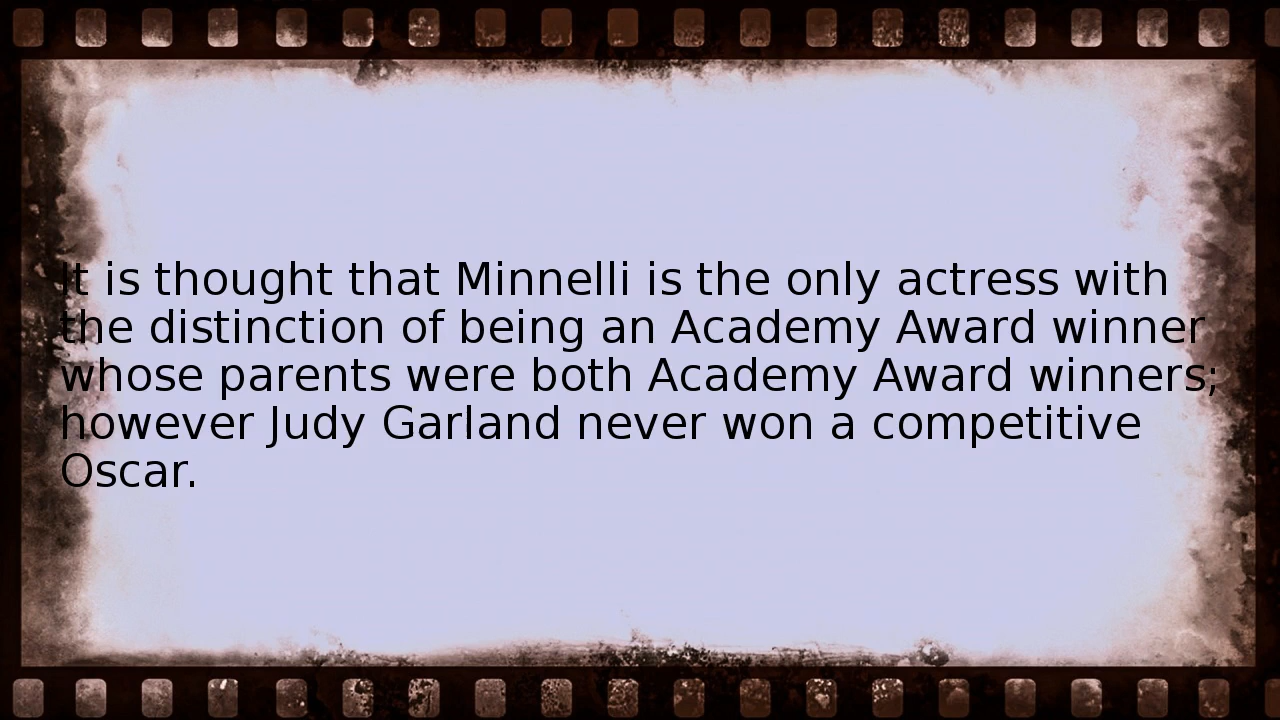 It is thought that Minnelli is the only actress with
the distinction of being an Academy Award winner
whose parents were both Academy Award winners;
however Judy Garland never won a competitive
Oscar.